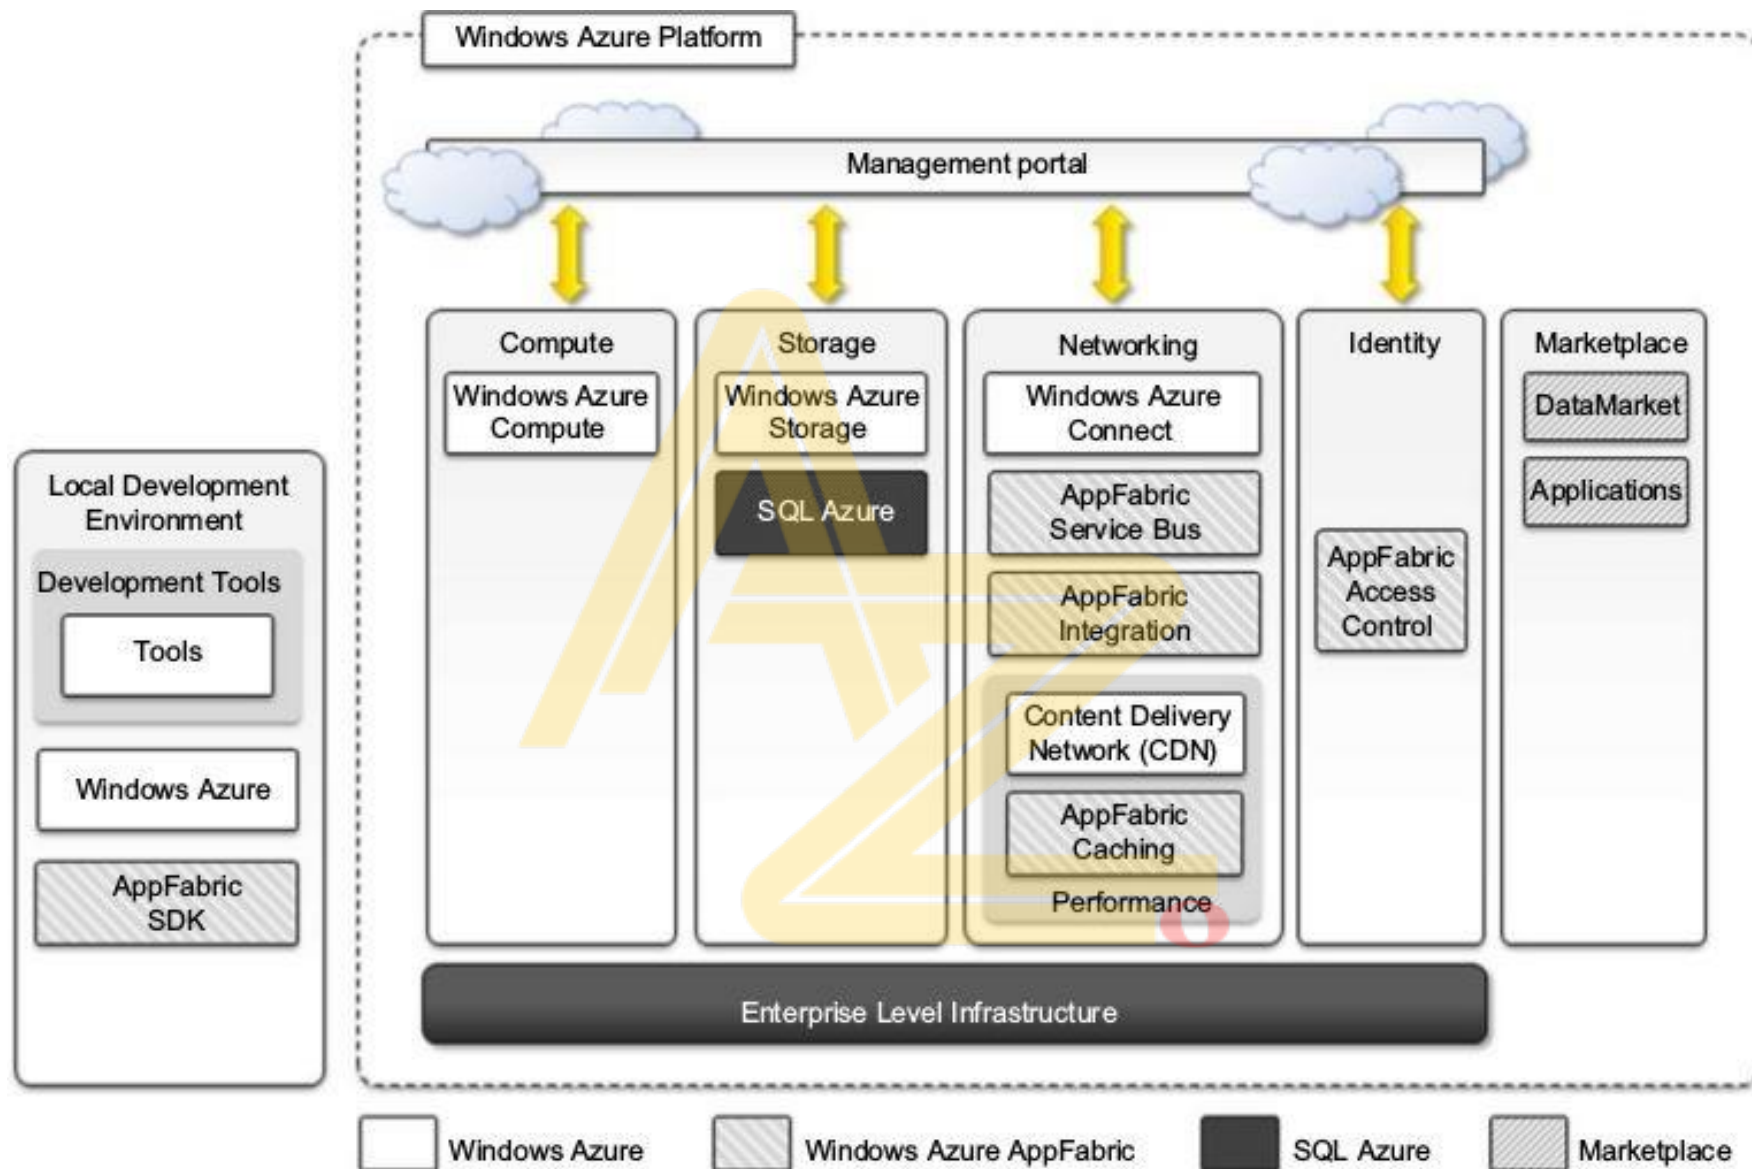 Windows Azure Platform
Management portal
Local Development
Environment
Development Tools
Tools
Windows Azure
AppFabric
SDK
Compute
Windows Azure
Compute
Storage
Windows Azure
Storage
SQL Azure
Networking
Windows Azure
Connect
AppFabric
Service Bus
AppFabric
Integration
Content Delivery
Network (CDN)
AppFabric
Caching
Performance
Identity
AppFabric
Access
Control
Marketplace
DataMarket
Applications
Enterprise Level Infrastructure
Windows Azure
Windows Azure AppFabric
SQL Azure
Marketplace
AZ